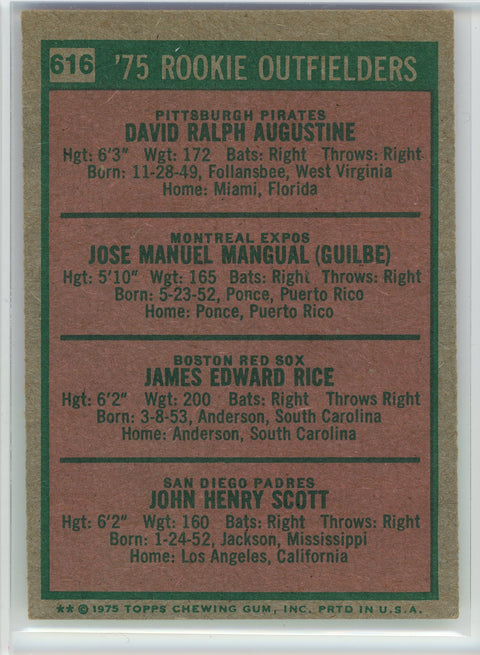 616 '75 ROOKIE OUTFIELDERS
PITTSBURGH PIRATES
DAVID RALPH AUGUSTINE
Hgt: 6'3" Wgt: 172 Bats: Right Throws: Right
Born: 11-28-49, Follansbee, West Virginia
Home: Miami, Florida
MONTREAL EXPOS
JOSE MANUEL MANGUAL (GUILBE)
Hgt: 5'10" Wgt: 165 Bats: Right Throws: Right
Born: 5-23-52, Ponce, Puerto Rico
Home: Ponce, Puerto Rico
BOSTON RED SOX
JAMES EDWARD RICE
Hgt: 6'2" Wgt: 200 Bats: Right Throws Right
Born: 3-8-53, Anderson, South Carolina
Home: Anderson, South Carolina
SAN DIEGO PADRES
JOHN HENRY SCOTT
Hgt: 6'2" Wgt: 160 Bats: Right Throws: Right
Born: 1-24-52, Jackson, Mississippi
Home: Los Angeles, California
** © 1975 TOPPS CHEWING GUM, INC. PRTD IN U.S.A.